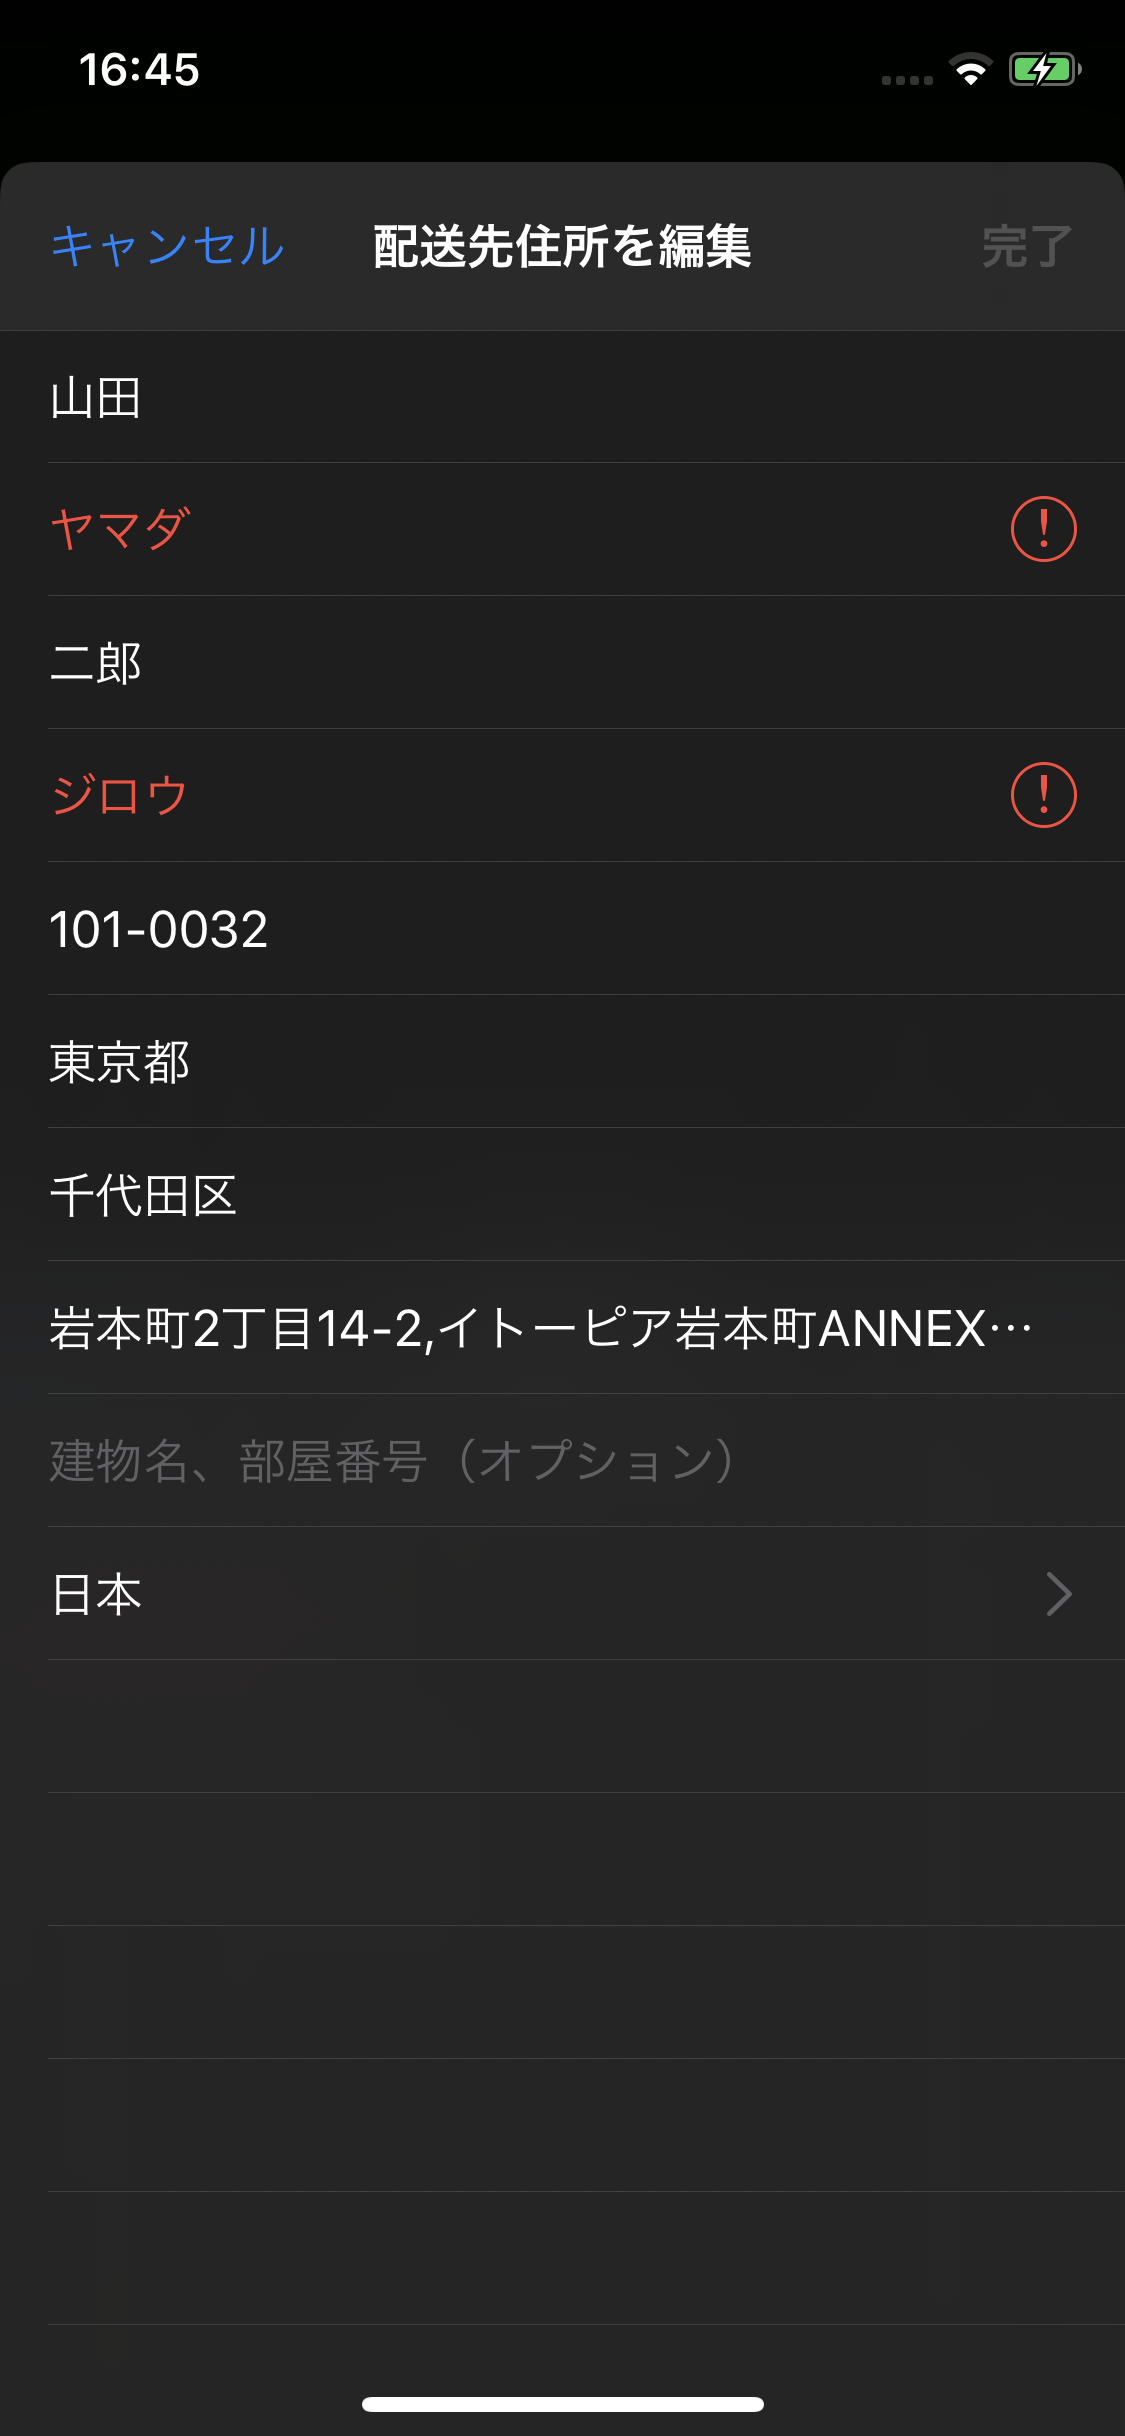 16:45
キャンセル 配送先住所を編集 完了
山田
ヤマダ
二郎
ジロウ
101-0032
東京都
千代田区
岩本町2丁目14-2,イトーピア岩本町ANNEX…
建物名、部屋番号（オプション）
日本